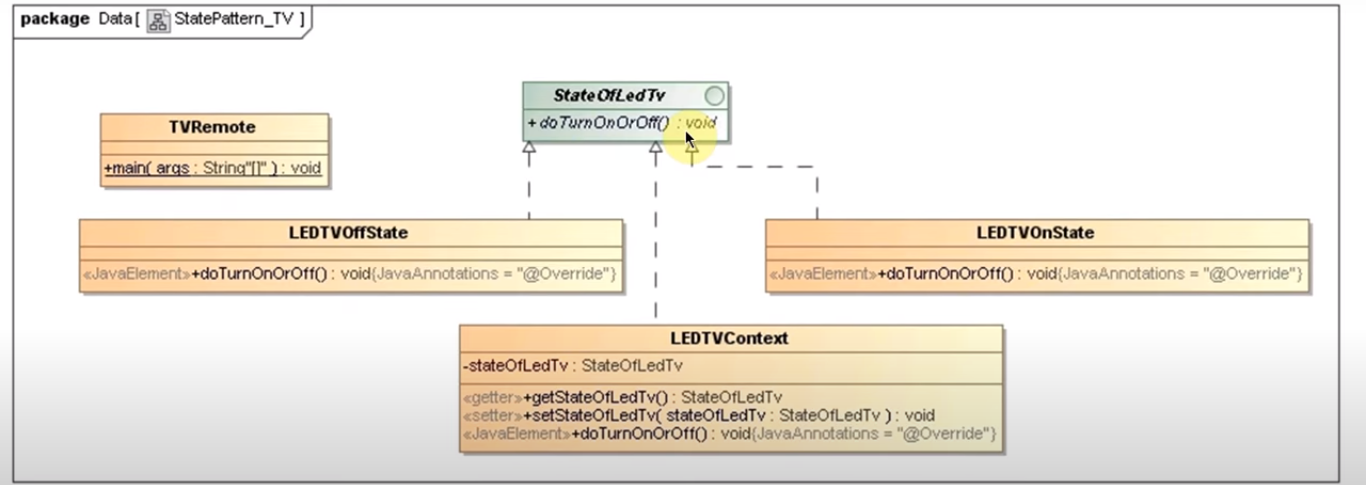 package Data[ StatePattern_TV ]
StateOfLedTv
+ doTurnOnOrOff() : void
TVRemote
+main( args : String"[]" ) : void
LEDTVOffState
«JavaElement»+doTurnOnOrOff() : void{JavaAnnotations = "@Override"}
LEDTVOnState
«JavaElement»+doTurnOnOrOff() : void{JavaAnnotations = "@Override"}
LEDTVContext
-stateOfLedTv : StateOfLedTv
«getter»+getStateOfLedTv() : StateOfLedTv
«setter»+setStateOfLedTv( stateOfLedTv : StateOfLedTv ) : void
«JavaElement»+doTurnOnOrOff() : void{JavaAnnotations = "@Override"}